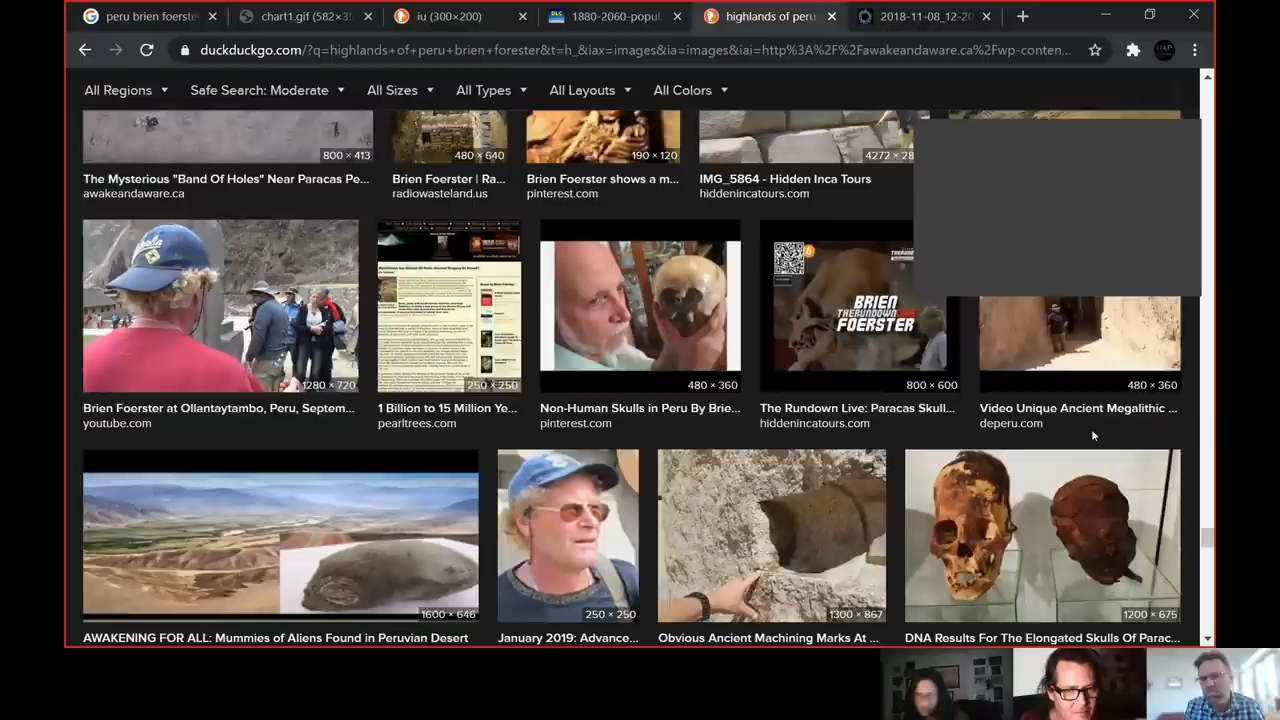 peru brien foerste
chart1.gif (582×35
iu (300×200)
1880-2060-popul
highlands of peru
2018-11-08_12-2
duckduckgo.com/?q=highlands+of+peru+brien+forester&t=h_&iax=images&ia=images&iai=http%3A%2F%2Fawakeandaware.ca%2Fwp-conten...
All Regions
Safe Search: Moderate
All Sizes
All Types
All Layouts
All Colors
800 × 413
480 × 640
190 × 120
4272 × 28
The Mysterious "Band Of Holes" Near Paracas Pe...
Brien Foerster | Ra...
Brien Foerster shows a m...
IMG_5864 - Hidden Inca Tours
awakeandaware.ca
radiowasteland.us
pinterest.com
hiddenincatours.com
BRIEN
THERUNDOWN
FOERSTER
1280 × 720
250 × 250
480 × 360
800 × 600
480 × 360
Brien Foerster at Ollantaytambo, Peru, Septem...
1 Billion to 15 Million Ye...
Non-Human Skulls in Peru By Brie...
The Rundown Live: Paracas Skull...
Video Unique Ancient Megalithic ...
youtube.com
pearltrees.com
pinterest.com
hiddenincatours.com
deperu.com
1600 × 646
250 × 250
1300 × 867
1200 × 675
AWAKENING FOR ALL: Mummies of Aliens Found in Peruvian Desert
January 2019: Advance...
Obvious Ancient Machining Marks At ...
DNA Results For The Elongated Skulls Of Parac...